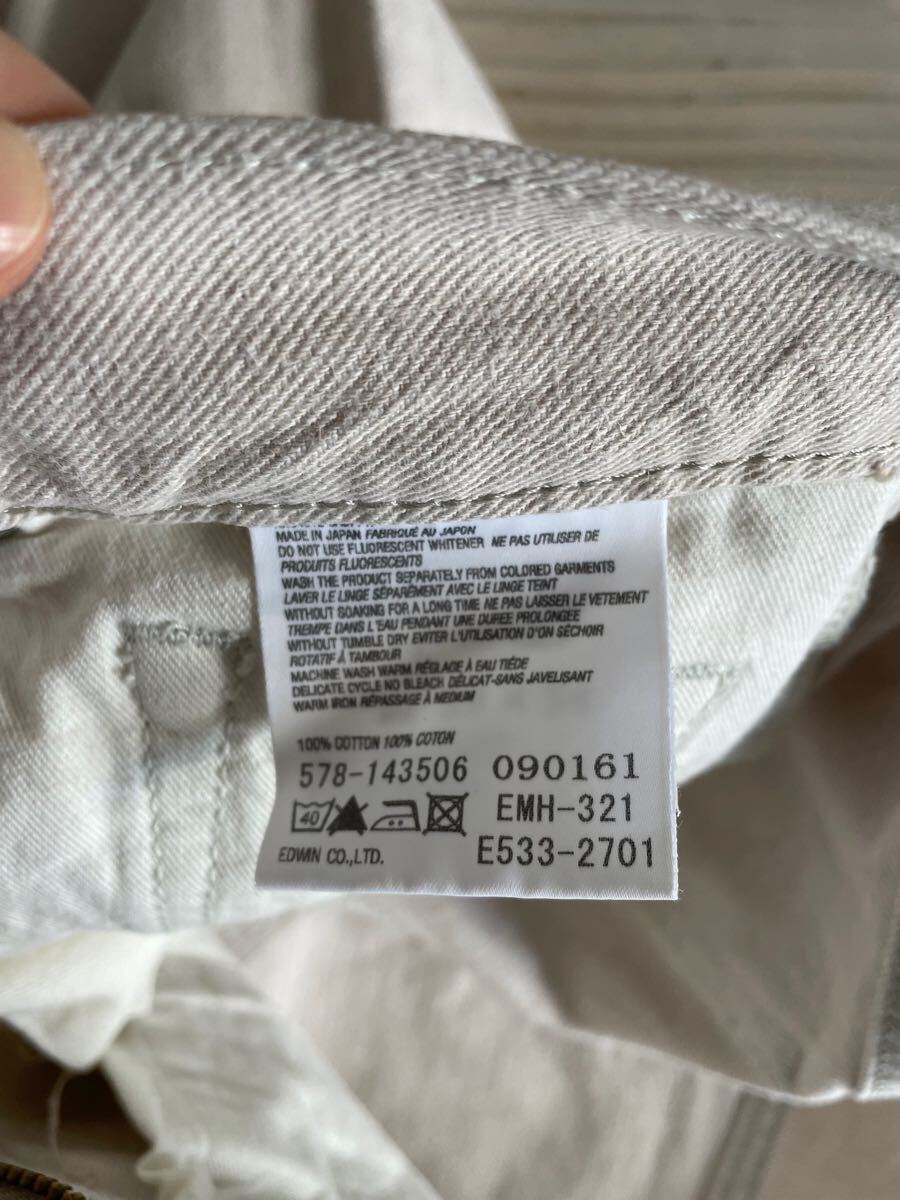 MADE IN JAPAN FABRIQUÉ AU JAPON
DO NOT USE FLUORESCENT WHITENER NE PAS UTILISER DE
PRODUITS FLUORESCENTS
WASH THE PRODUCT SEPARATELY FROM COLORED GARMENTS
LAVER LE LINGE SÉPARÉMENT AVEC LE LINGE TEINT
WITHOUT SOAKING FOR A LONG TIME NE PAS LAISSER LE VETEMENT
TREMPE DANS L'EAU PENDANT UNE DUREE PROLONGEE
WITHOUT TUMBLE DRY EVITER L'UTILISATION D'ON SÉCHOIR
ROTATIF À TAMBOUR
MACHINE WASH WARM RÉGLAGE À EAU TIÈDE
DELICATE CYCLE NO BLEACH DÉLICAT-SANS JAVELISANT
WARM IRON RÉPASSAGE À MEDIUM
100% COTTON 100% COTON
578-143506 090161
40 EMH-321
EDWIN CO.,LTD. E533-2701